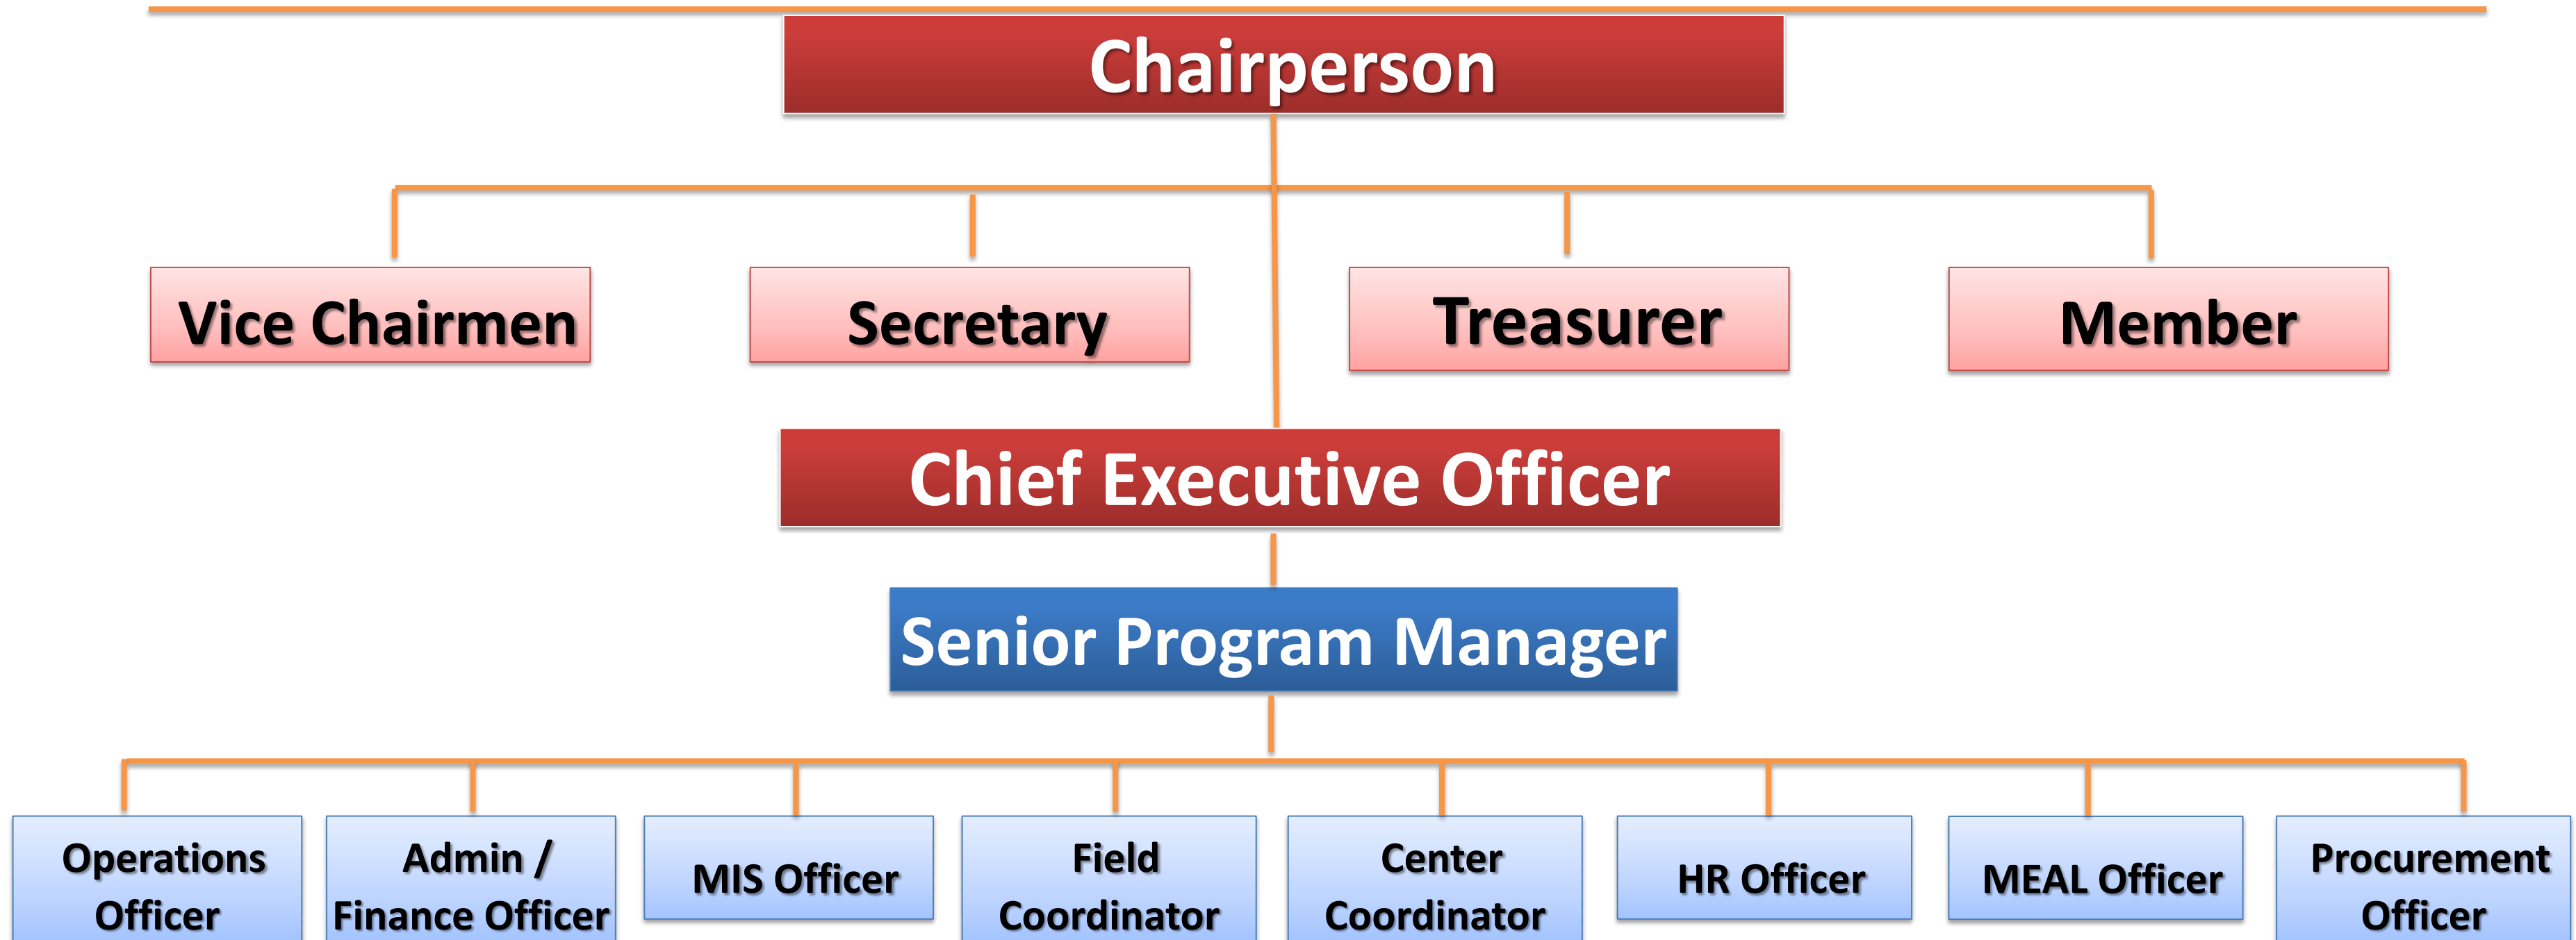 Chairperson
Vice Chairmen
Secretary
Treasurer
Member
Chief Executive Officer
Senior Program Manager
Operations
Officer
Admin /
Finance Officer
MIS Officer
Field
Coordinator
Center
Coordinator
HR Officer
MEAL Officer
Procurement
Officer